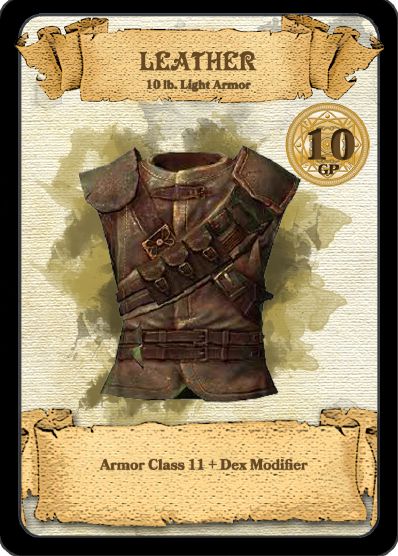 LEATHER
10 lb. Light Armor
10
GP
Armor Class 11 + Dex Modifier